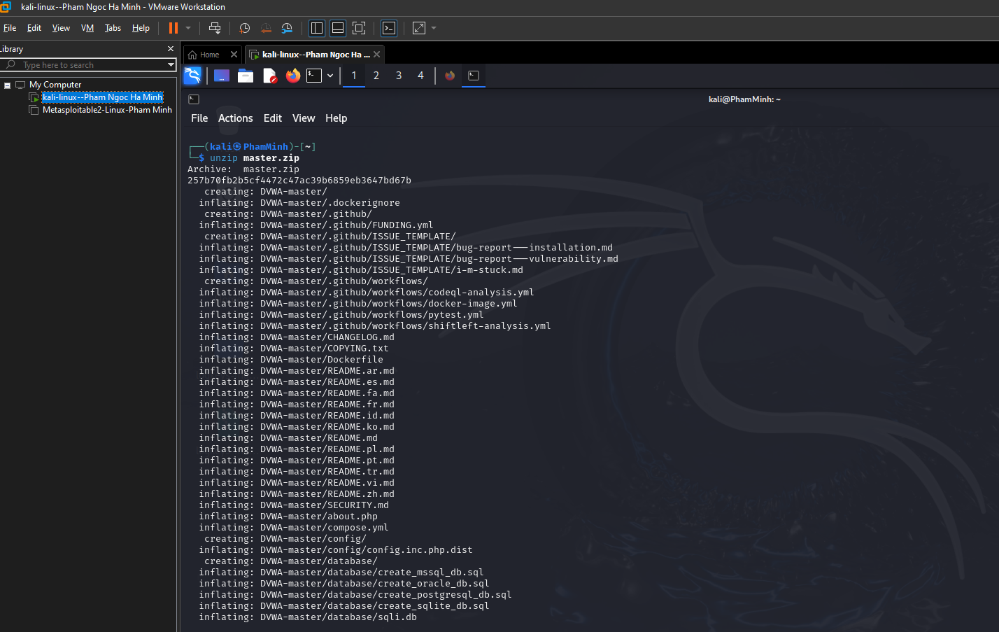 kali-linux--Pham Ngoc Ha Minh - VMware Workstation
File Edit View VM Tabs Help
Library
Type here to search
My Computer
kali-linux--Pham Ngoc Ha Minh
Metasploitable2-Linux-Pham Minh
Home
kali-linux--Pham Ngoc Ha ...
1 2 3 4
kali@PhamMinh: ~
File Actions Edit View Help
┌──(kali㉿PhamMinh)-[~]
└─$ unzip master.zip
Archive:  master.zip
257b70fb2b5cf4472c47ac39b6859eb3647bd67b
   creating: DVWA-master/
  inflating: DVWA-master/.dockerignore
   creating: DVWA-master/.github/
  inflating: DVWA-master/.github/FUNDING.yml
   creating: DVWA-master/.github/ISSUE_TEMPLATE/
  inflating: DVWA-master/.github/ISSUE_TEMPLATE/bug-report---installation.md
  inflating: DVWA-master/.github/ISSUE_TEMPLATE/bug-report---vulnerability.md
  inflating: DVWA-master/.github/ISSUE_TEMPLATE/i-m-stuck.md
   creating: DVWA-master/.github/workflows/
  inflating: DVWA-master/.github/workflows/codeql-analysis.yml
  inflating: DVWA-master/.github/workflows/docker-image.yml
  inflating: DVWA-master/.github/workflows/pytest.yml
  inflating: DVWA-master/.github/workflows/shiftleft-analysis.yml
  inflating: DVWA-master/CHANGELOG.md
  inflating: DVWA-master/COPYING.txt
  inflating: DVWA-master/Dockerfile
  inflating: DVWA-master/README.ar.md
  inflating: DVWA-master/README.es.md
  inflating: DVWA-master/README.fa.md
  inflating: DVWA-master/README.fr.md
  inflating: DVWA-master/README.id.md
  inflating: DVWA-master/README.ko.md
  inflating: DVWA-master/README.md
  inflating: DVWA-master/README.pl.md
  inflating: DVWA-master/README.pt.md
  inflating: DVWA-master/README.tr.md
  inflating: DVWA-master/README.vi.md
  inflating: DVWA-master/README.zh.md
  inflating: DVWA-master/SECURITY.md
  inflating: DVWA-master/about.php
  inflating: DVWA-master/compose.yml
   creating: DVWA-master/config/
  inflating: DVWA-master/config/config.inc.php.dist
   creating: DVWA-master/database/
  inflating: DVWA-master/database/create_mssql_db.sql
  inflating: DVWA-master/database/create_oracle_db.sql
  inflating: DVWA-master/database/create_postgresql_db.sql
  inflating: DVWA-master/database/create_sqlite_db.sql
  inflating: DVWA-master/database/sqli.db